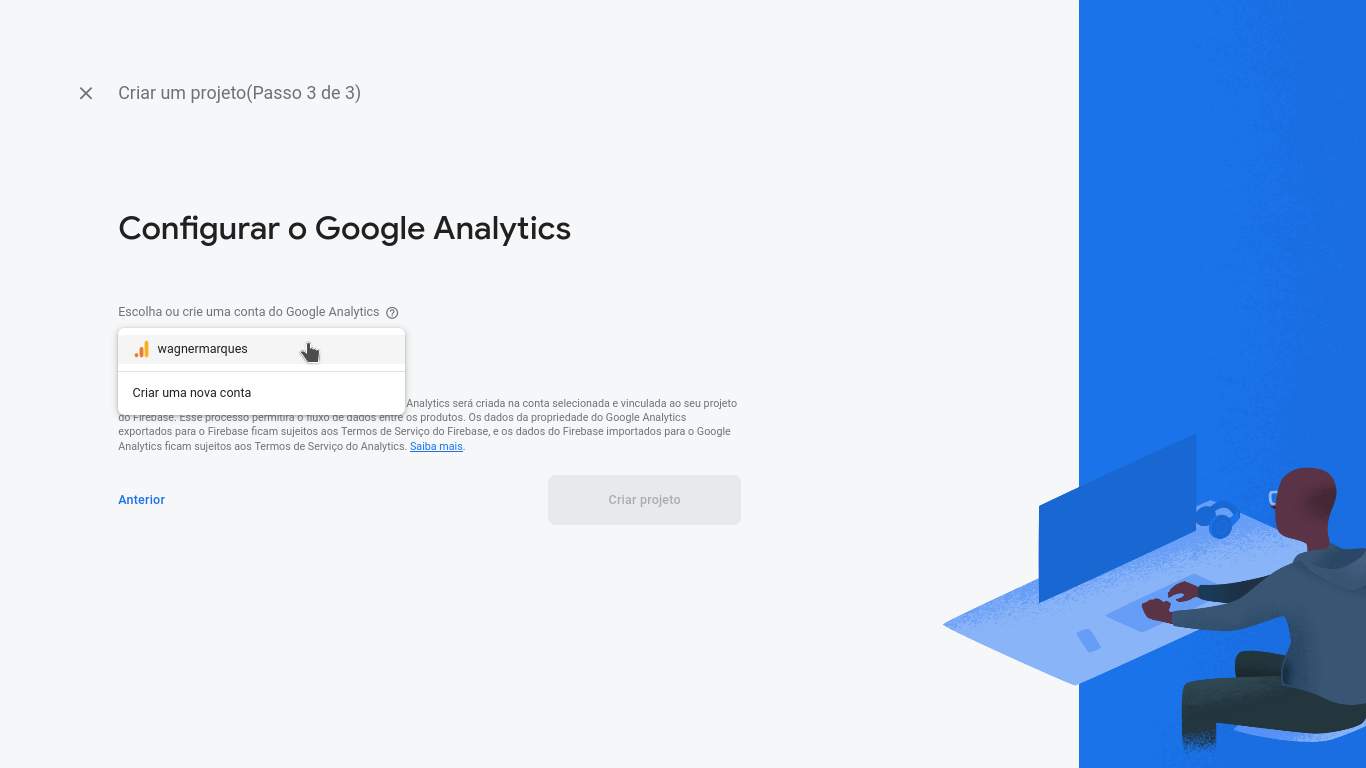 Criar um projeto(Passo 3 de 3)
Configurar o Google Analytics
Escolha ou crie uma conta do Google Analytics
wagnermarques
Criar uma nova conta
Analytics será criada na conta selecionada e vinculada ao seu projeto
do Firebase. Esse processo permitirá o fluxo de dados entre os produtos. Os dados da propriedade do Google Analytics
exportados para o Firebase ficam sujeitos aos Termos de Serviço do Firebase, e os dados do Firebase importados para o Google
Analytics ficam sujeitos aos Termos de Serviço do Analytics. Saiba mais.
Anterior
Criar projeto